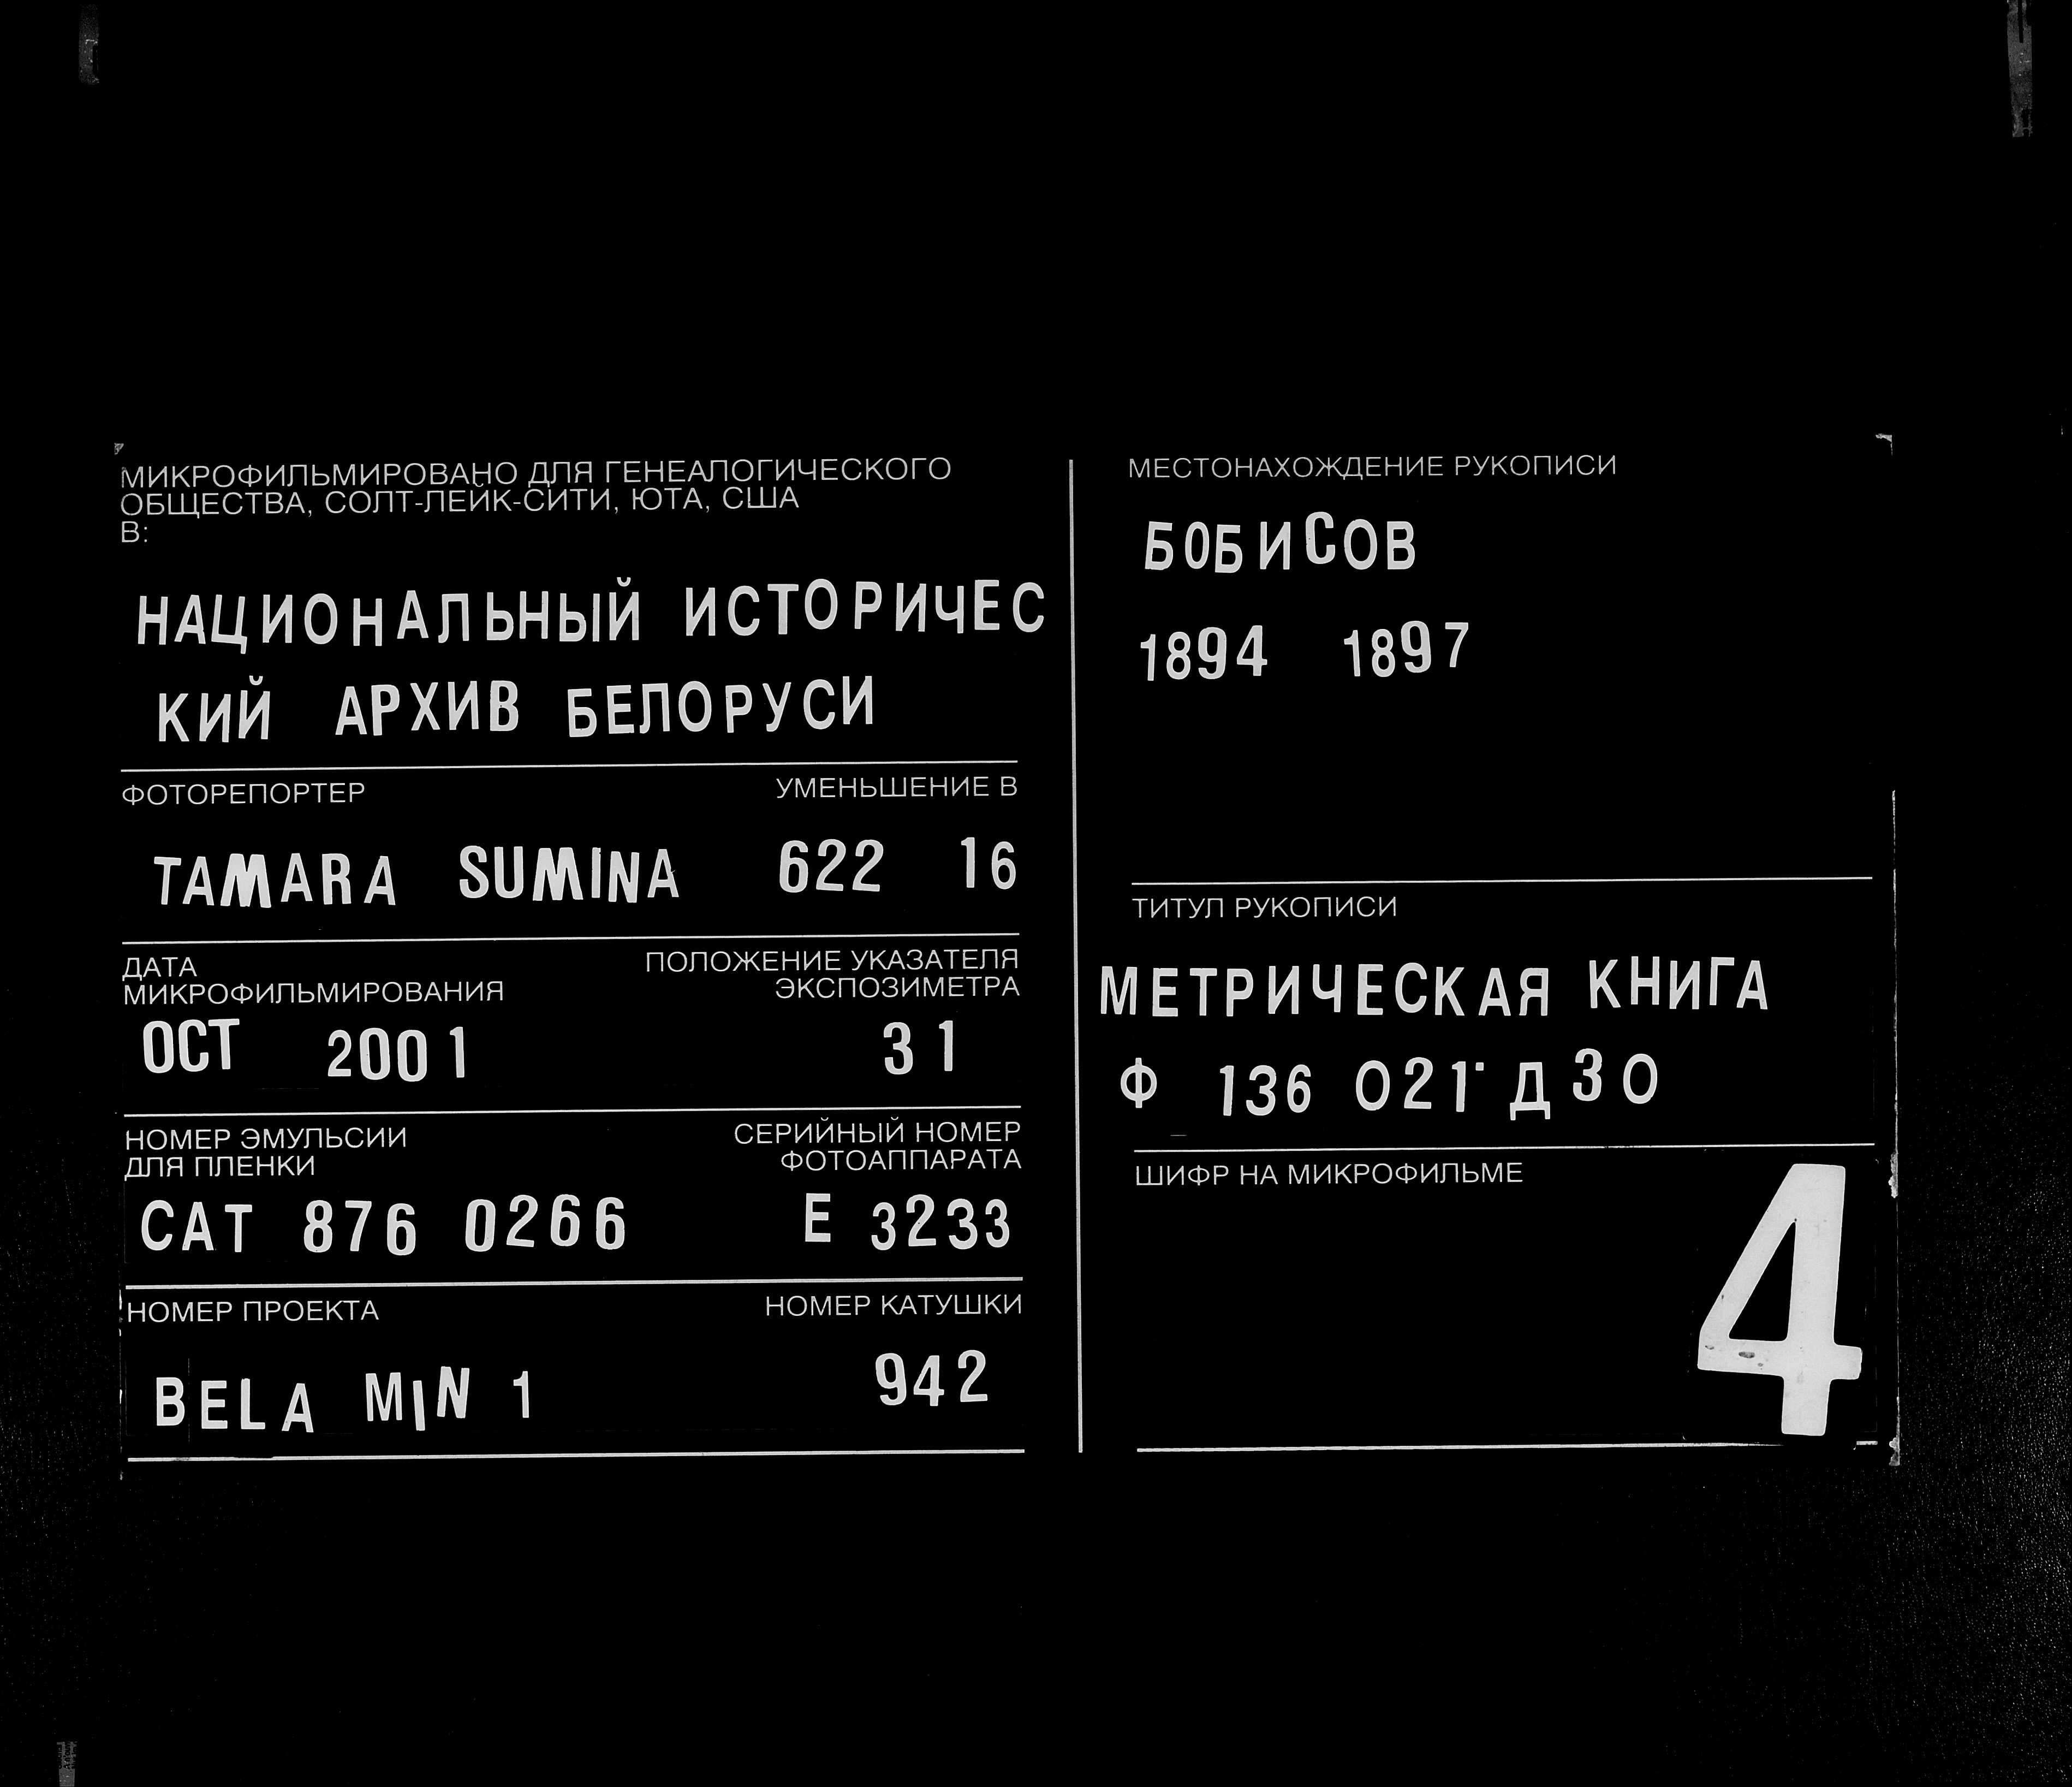 МИКРОФИЛЬМИРОВАНО ДЛЯ ГЕНЕАЛОГИЧЕСКОГО
ОБЩЕСТВА, СОЛТ-ЛЕЙК-СИТИ, ЮТА, США
В:
НАЦИОНАЛЬНЫЙ ИСТОРИЧЕС
КИЙ АРХИВ БЕЛОРУСИ
ФОТОРЕПОРТЕР УМЕНЬШЕНИЕ В
TAMARA SUMINA 622 16
ДАТА
МИКРОФИЛЬМИРОВАНИЯ
ПОЛОЖЕНИЕ УКАЗАТЕЛЯ
ЭКСПОЗИМЕТРА
OCT 2001 31
НОМЕР ЭМУЛЬСИИ
ДЛЯ ПЛЕНКИ
СЕРИЙНЫЙ НОМЕР
ФОТОАППАРАТА
CAT 876 0266 E 3233
НОМЕР ПРОЕКТА НОМЕР КАТУШКИ
BELA MIN 1 942
МЕСТОНАХОЖДЕНИЕ РУКОПИСИ
БОБИСОВ
1894 1897
ТИТУЛ РУКОПИСИ
МЕТРИЧЕСКАЯ КНИГА
Ф 136 О21 Д 30
ШИФР НА МИКРОФИЛЬМЕ
4